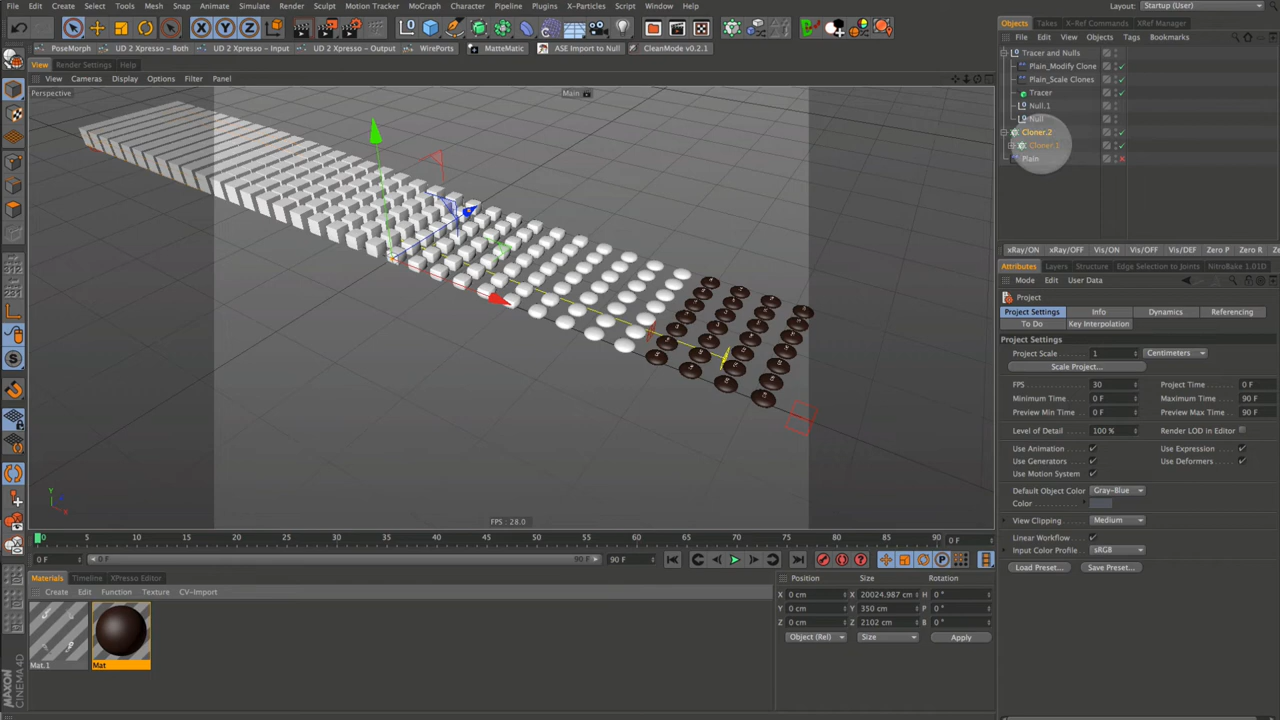 File Edit Create Select Tools Mesh Snap Animate Simulate Render Sculpt Motion Tracker MoGraph Character Pipeline Plugins X-Particles Script Window Help Layout: Startup (User)
PoseMorph UD 2 Xpresso - Both UD 2 Xpresso - Input UD 2 Xpresso - Output WirePorts MatteMatic ASE Import to Null CleanMode v0.2.1
View Render Settings Help
View Cameras Display Options Filter Panel
Perspective Main
FPS : 28.0
0 5 10 15 20 25 30 35 40 45 50 55 60 65 70 75 80 85 90 0 F
0 F 0 F 90 F 90 F
Materials Timeline XPresso Editor
Create Edit Function Texture CV-Import
Mat.1 Mat
MAXON
CINEMA 4D
Position Size Rotation
X 0 cm X 20024.987 cm H 0 °
Y 0 cm Y 350 cm P 0 °
Z 0 cm Z 2102 cm B 0 °
Object (Rel) Size Apply
Objects Takes X-Ref Commands XRef Manager
File Edit View Objects Tags Bookmarks
Tracer and Nulls
Plain_Modify Clone
Plain_Scale Clones
Tracer
Null.1
Null
Cloner.2
Plain
xRay/ON xRay/OFF Vis/ON Vis/OFF Vis/DEF Zero P Zero R
Attributes Layers Structure Edge Selection to Joints NitroBake 1.01D
Mode Edit User Data
Project
Project Settings Info Dynamics Referencing
To Do Key Interpolation
Project Settings
Project Scale 1 Centimeters
Scale Project...
FPS 30 Project Time 0 F
Minimum Time 0 F Maximum Time 90 F
Preview Min Time 0 F Preview Max Time 90 F
Level of Detail 100 % Render LOD in Editor
Use Animation Use Expression
Use Generators Use Deformers
Use Motion System
Default Object Color Gray-Blue
Color
View Clipping Medium
Linear Workflow
Input Color Profile sRGB
Load Preset... Save Preset...